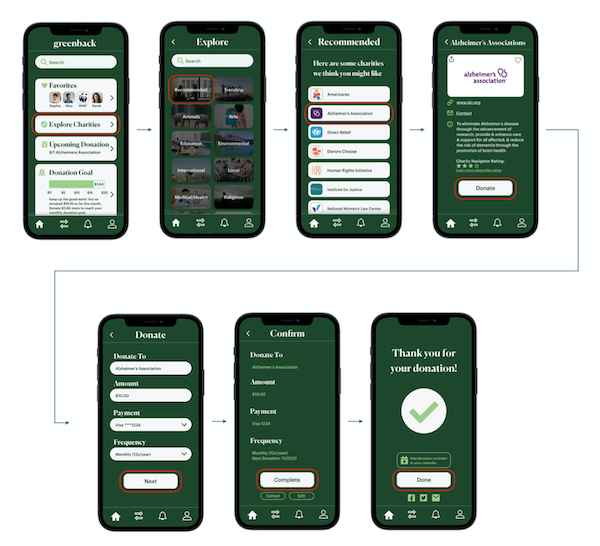 greenback
Search
Favorites
Sophia Alex WWF Sarah
Explore Charities
Upcoming Donation
8/1 Alzheimer's Association
Donation Goal
$3.64
$0 $5 $10 $15 $20
Keep up the good work! You've
donated $16.36 so far this month.
Donate $3.64 more to reach your
monthly donation goal.
Explore
Search
Recommended Trending
Animals Arts
Education Environmental
International Local
Medical/Health Religious
Recommended
Here are some charities
we think you might like
Americares
Alzheimer's Association
Direct Relief
Donors Choose
Human Rights Initiative
Institute for Justice
National Women's Law Center
Alzheimer's Associations
alzheimer's
association
www.alz.org
Contact
To eliminate Alzheimer's disease
through the advancement of
research; provide & enhance care
& support for all affected; & reduce
the risk of dementia through the
promotion of brain health.
Charity Navigator Rating:
Learn more about this rating
Donate
Donate
Donate To
Alzheimer's Association
Amount
$10.00
Payment
Visa ****1234
Frequency
Monthly (12x/year)
Next
Confirm
Donate To
Alzheimer's Association
Amount
$10.00
Payment
Visa 1234
Frequency
Monthly (12x/year)
Next Donation: 11/01/21
Complete
Cancel Edit
Thank you for
your donation!
Add donation reminder
to your calendar
Done